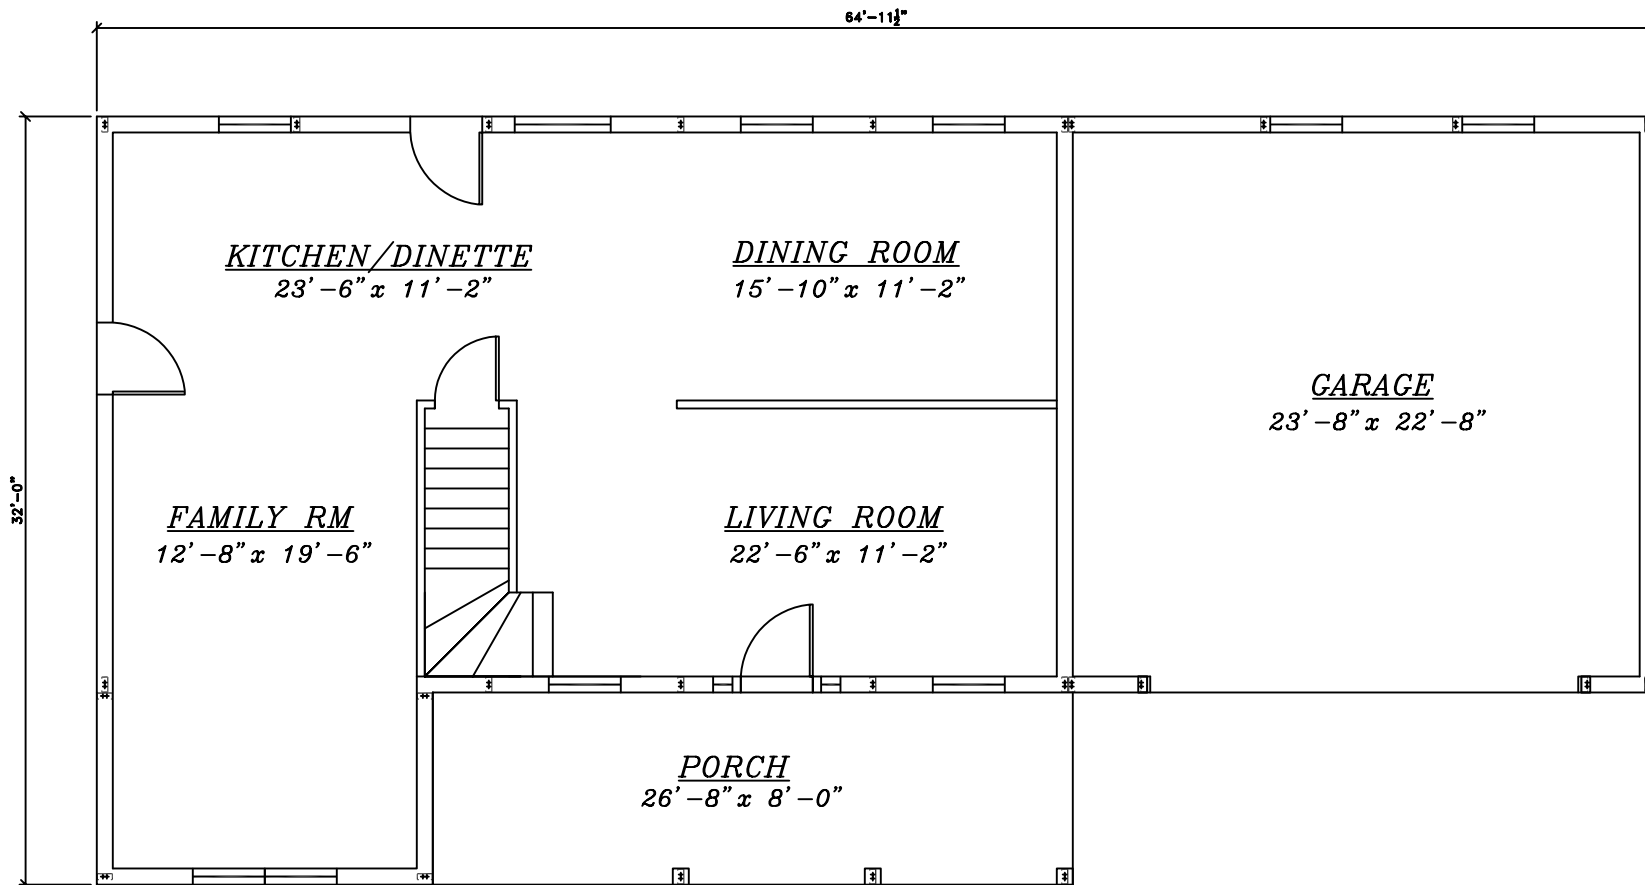 64'-11½"
KITCHEN/DINETTE
23'-6" x 11'-2"
DINING ROOM
15'-10" x 11'-2"
GARAGE
23'-8" x 22'-8"
32'-0"
FAMILY RM
12'-8" x 19'-6"
LIVING ROOM
22'-6" x 11'-2"
PORCH
26'-8" x 8'-0"